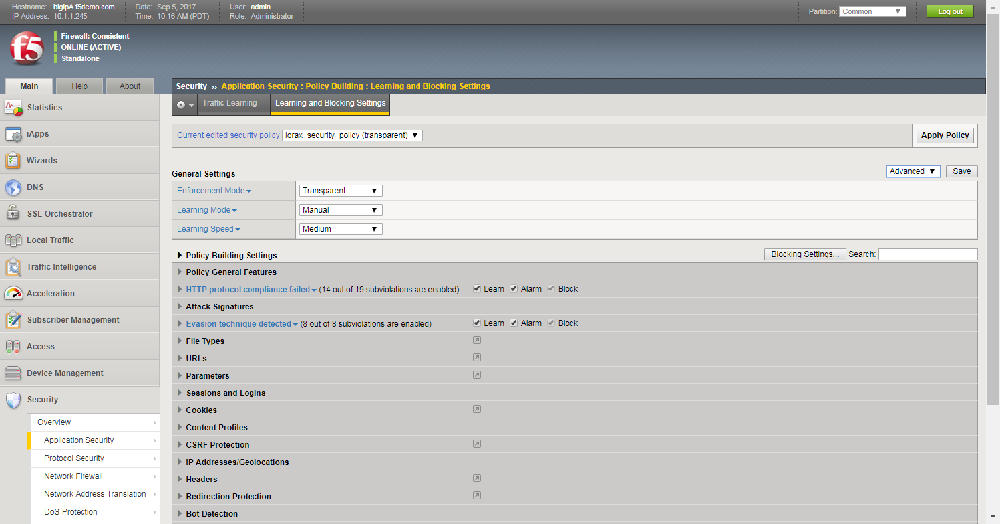 Hostname: bigipA.f5demo.com Date: Sep 5, 2017 User: admin
IP Address: 10.1.1.245 Time: 10:16 AM (PDT) Role: Administrator
Partition: Common Log out
f5
Firewall: Consistent
ONLINE (ACTIVE)
Standalone
Main Help About
Security ›› Application Security : Policy Building : Learning and Blocking Settings
Traffic Learning Learning and Blocking Settings
Statistics
iApps
Wizards
DNS
SSL Orchestrator
Local Traffic
Traffic Intelligence
Acceleration
Subscriber Management
Access
Device Management
Security
Overview
Application Security
Protocol Security
Network Firewall
Network Address Translation
DoS Protection
Current edited security policy lorax_security_policy (transparent) Apply Policy
General Settings Advanced Save
Enforcement Mode Transparent
Learning Mode Manual
Learning Speed Medium
Policy Building Settings Blocking Settings... Search:
Policy General Features
HTTP protocol compliance failed (14 out of 19 subviolations are enabled) Learn Alarm Block
Attack Signatures
Evasion technique detected (8 out of 8 subviolations are enabled) Learn Alarm Block
File Types
URLs
Parameters
Sessions and Logins
Cookies
Content Profiles
CSRF Protection
IP Addresses/Geolocations
Headers
Redirection Protection
Bot Detection